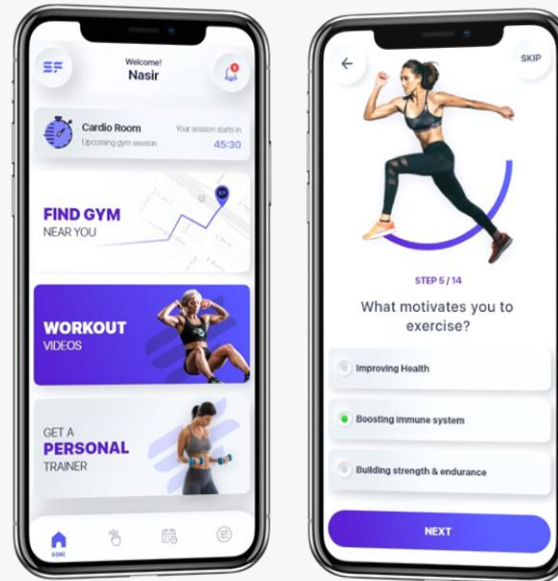 Welcome!
Nasir
Cardio Room
Upcoming gym session
Your session starts in
45:30
FIND GYM
NEAR YOU
WORKOUT
VIDEOS
GET A
PERSONAL
TRAINER
HOME
SKIP
STEP 5 / 14
What motivates you to
exercise?
Improving Health
Boosting immune system
Building strength & endurance
NEXT